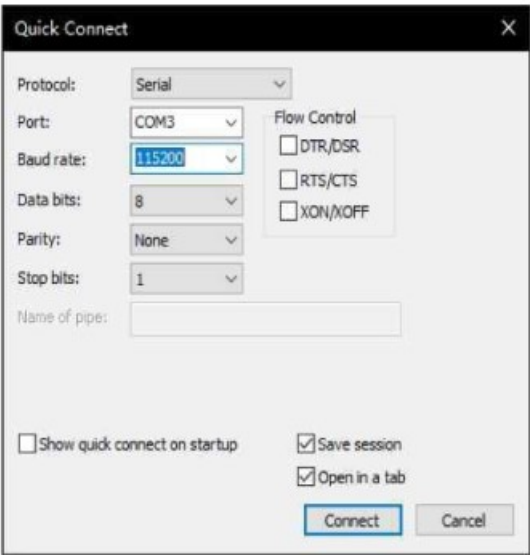 Quick Connect
Protocol: Serial
Port: COM3
Flow Control
DTR/DSR
Baud rate: 115200
RTS/CTS
Data bits: 8
XON/XOFF
Parity: None
Stop bits: 1
Name of pipe:
Show quick connect on startup
Save session
Open in a tab
Connect Cancel